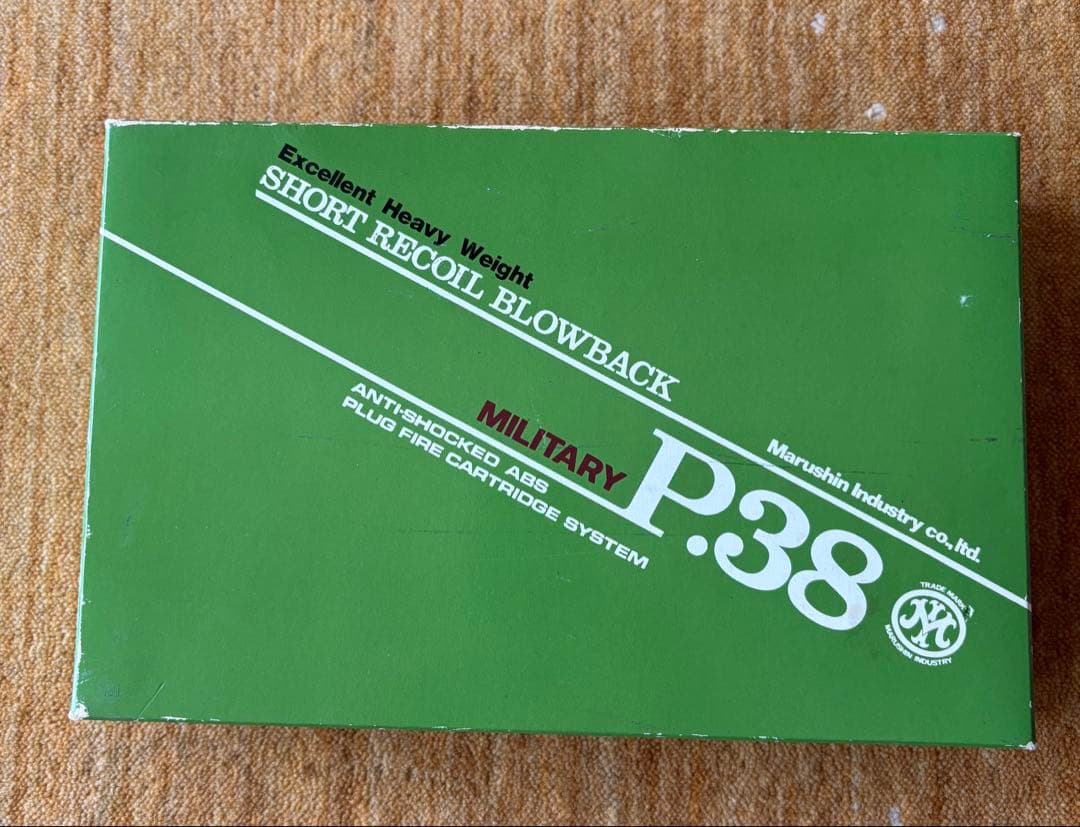 Excellent Heavy Weight
SHORT RECOIL BLOWBACK
MILITARY
P.38
ANTI-SHOCKED ABS
PLUG FIRE CARTRIDGE SYSTEM
Marushin Industry co., ltd.
TRADE MARK
M
MARUSHIN INDUSTRY